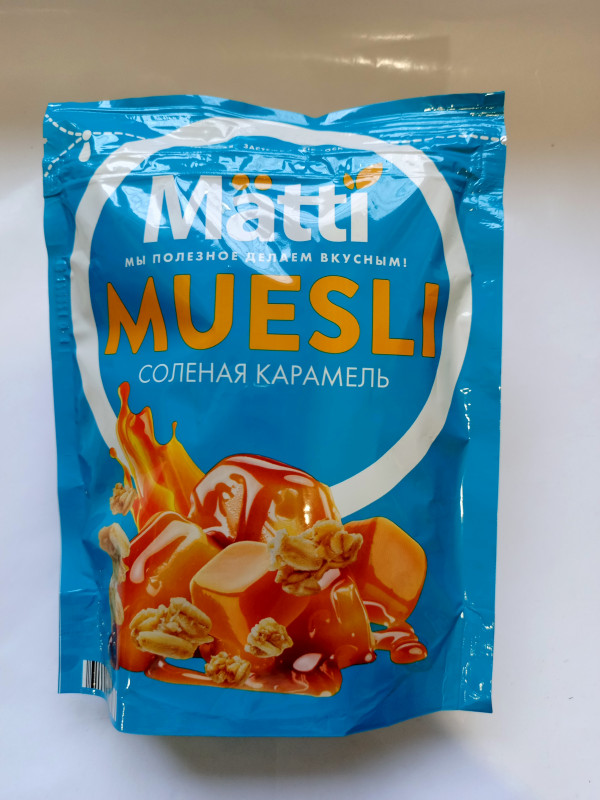 Mätti
МЫ ПОЛЕЗНОЕ ДЕЛАЕМ ВКУСНЫМ!
MUESLI
СОЛЕНАЯ КАРАМЕЛЬ